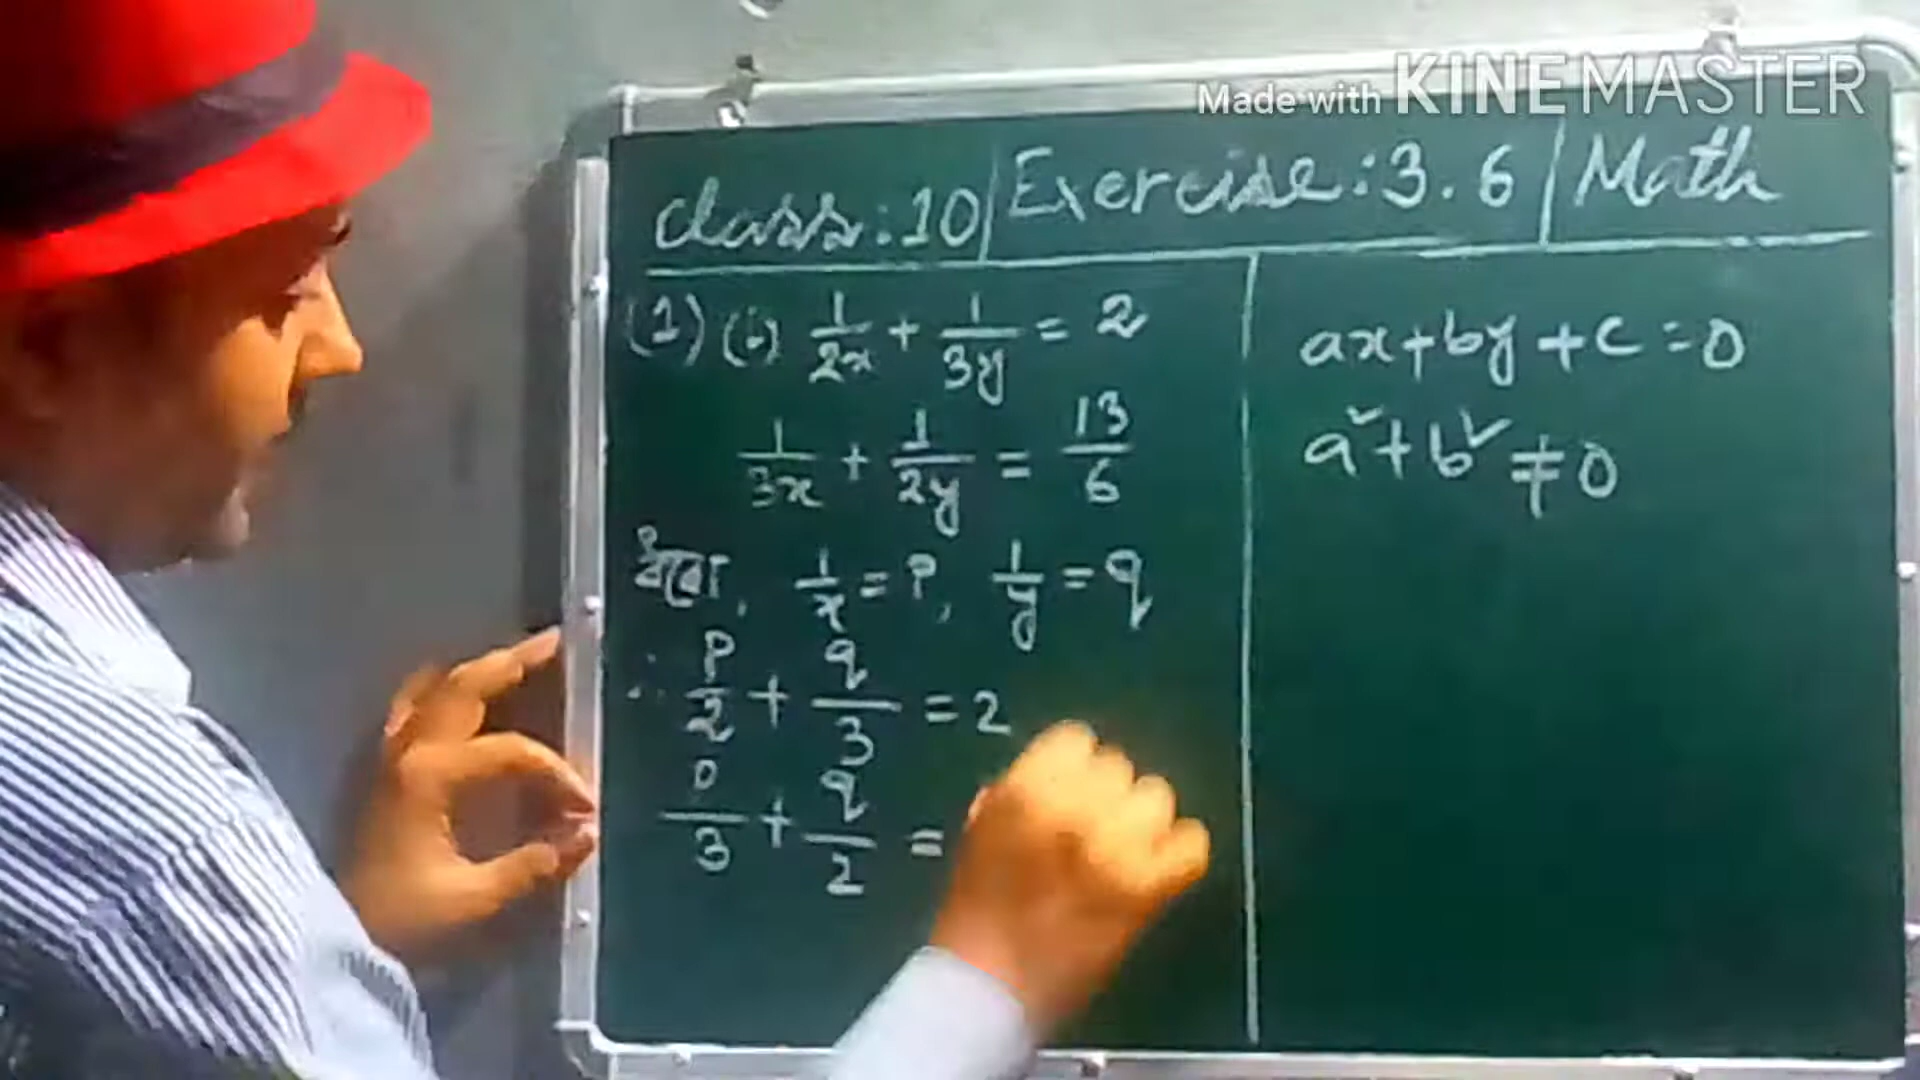 Made with KINEMASTER
Class:10 | Exercise:3.6 | Math
(1) (i) 1/2x + 1/3y = 2
1/3x + 1/2y = 13/6
ধৰো, 1/x = P, 1/y = q
∴ P/2 + q/3 = 2
P/3 + q/2 =
ax+by+c=0
a²+b²≠0